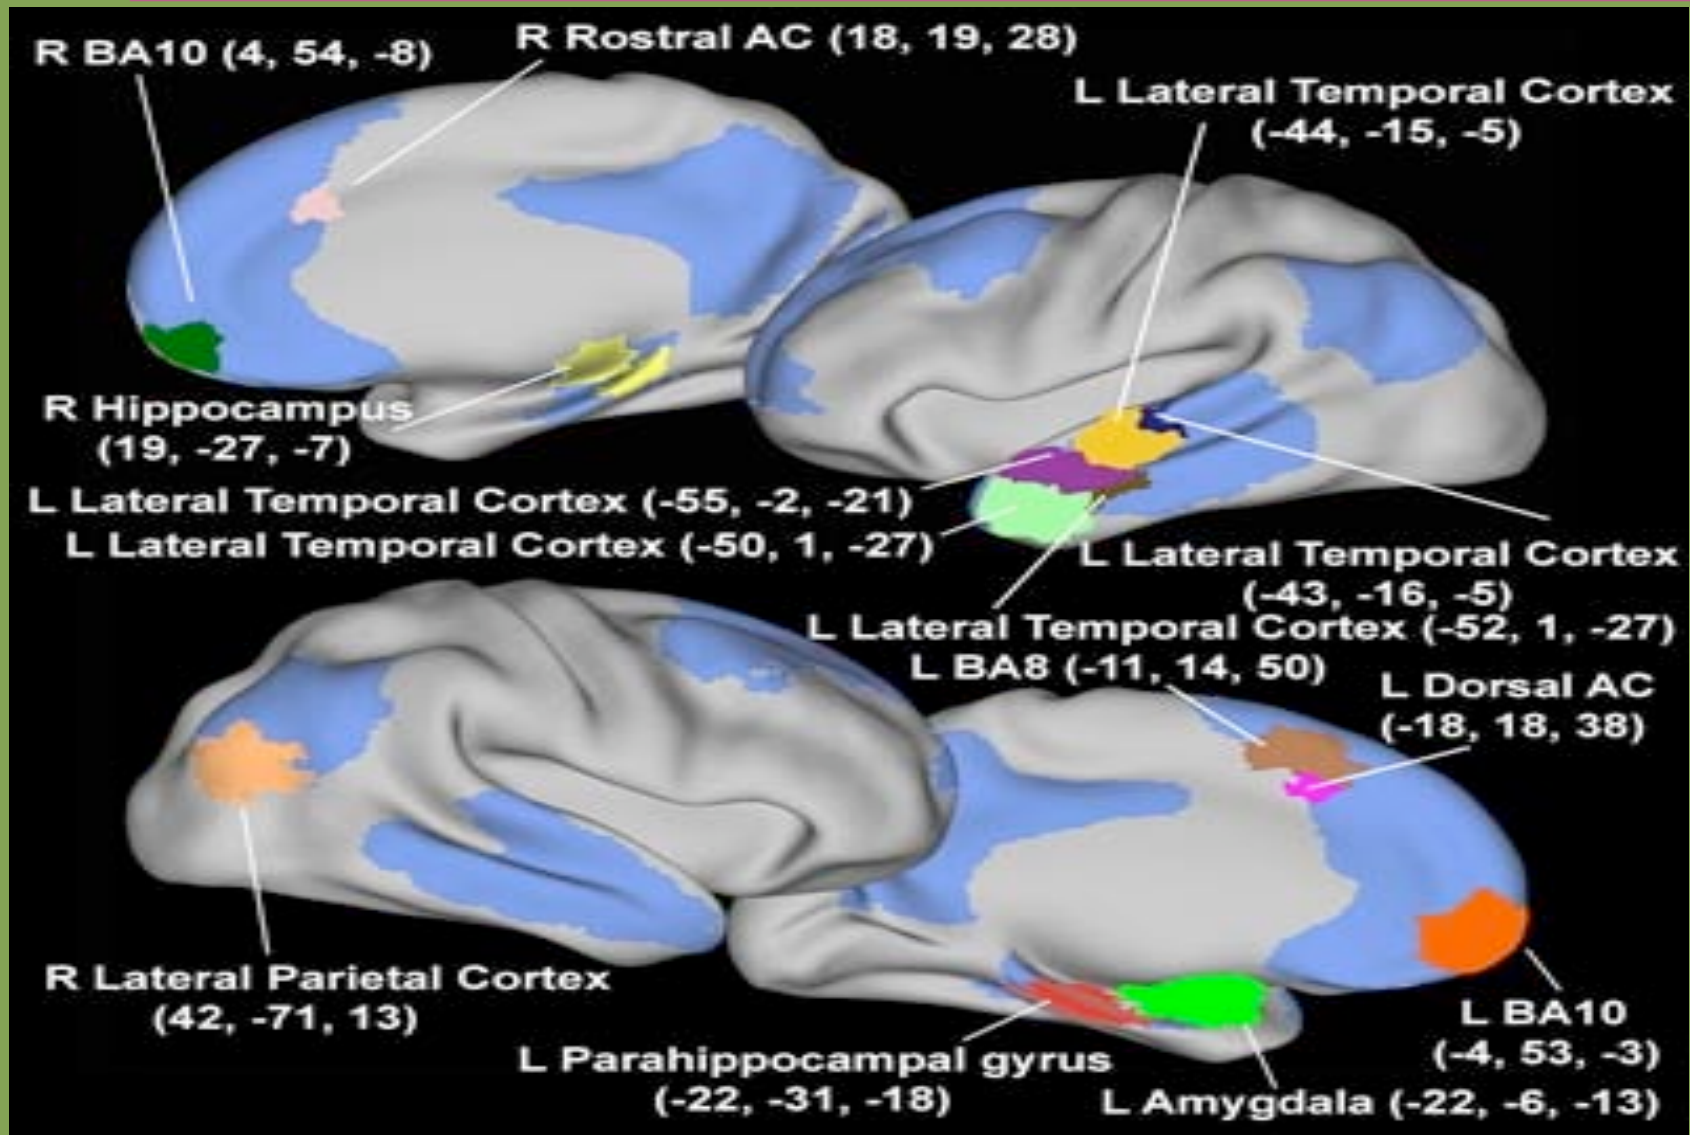 R BA10 (4, 54, -8)
R Rostral AC (18, 19, 28)
L Lateral Temporal Cortex
(-44, -15, -5)
R Hippocampus
(19, -27, -7)
L Lateral Temporal Cortex (-55, -2, -21)
L Lateral Temporal Cortex (-50, 1, -27)
L Lateral Temporal Cortex
(-43, -16, -5)
L Lateral Temporal Cortex (-52, 1, -27)
L BA8 (-11, 14, 50)
L Dorsal AC
(-18, 18, 38)
R Lateral Parietal Cortex
(42, -71, 13)
L BA10
(-4, 53, -3)
L Parahippocampal gyrus
(-22, -31, -18)
L Amygdala (-22, -6, -13)